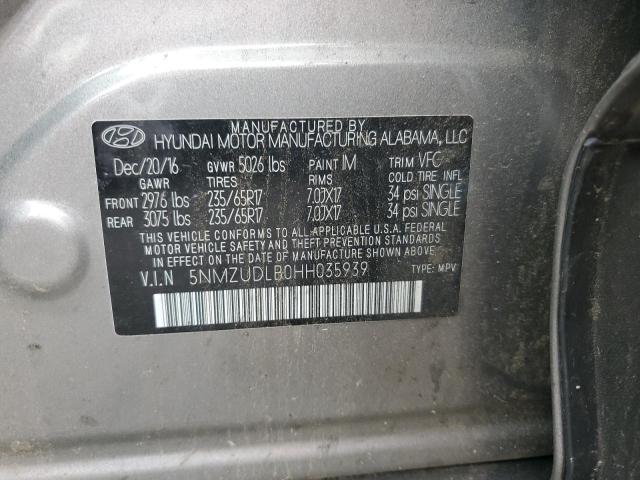 MANUFACTURED BY
HYUNDAI MOTOR MANUFACTURING ALABAMA, LLC
Dec/20/16 GVWR 5026 lbs PAINT IM TRIM VFC
GAWR TIRES RIMS COLD TIRE INFL
FRONT 2976 lbs 235/65R17 7.0JX17 34 psi SINGLE
REAR 3075 lbs 235/65R17 7.0JX17 34 psi SINGLE
THIS VEHICLE CONFORMS TO ALL APPLICABLE U.S.A. FEDERAL
MOTOR VEHICLE SAFETY AND THEFT PREVENTION STANDARDS
IN EFFECT ON THE DATE OF MANUFACTURE SHOWN ABOVE.
V.I.N 5NMZUDLB0HH035939 TYPE: MPV